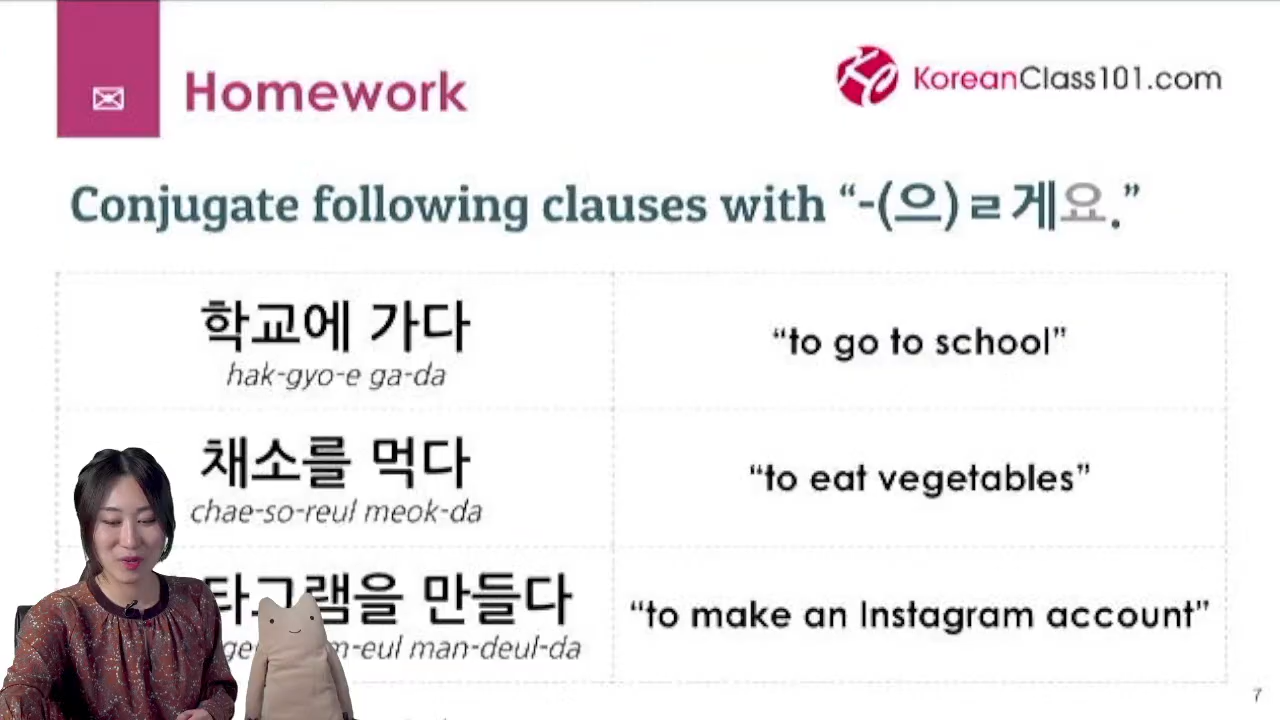 Homework
KoreanClass101.com
Conjugate following clauses with “-(으)ㄹ게요.”
학교에 가다
hak-gyo-e ga-da
“to go to school”
채소를 먹다
chae-so-reul meok-da
“to eat vegetables”
만들다
man-deul-da
“to make an Instagram account”
7